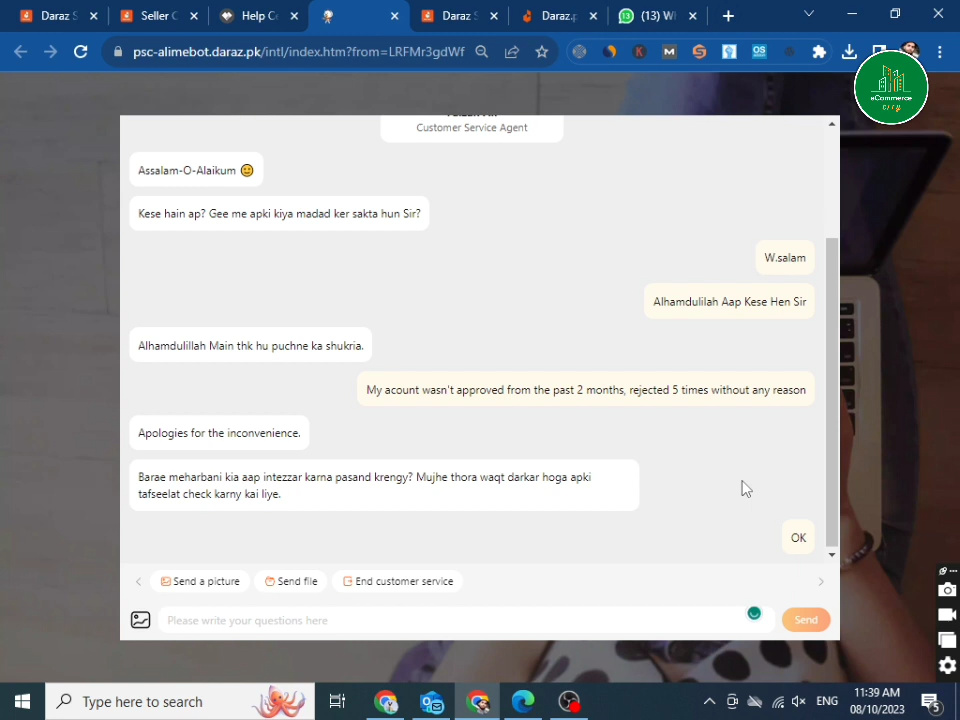 Daraz S
Seller C
Help Ce
Daraz S
Daraz.p
(13) W
psc-alimebot.daraz.pk/intl/index.htm?from=LRFMr3gdWf
eCommerce
city
Customer Service Agent
Assalam-O-Alaikum
Kese hain ap? Gee me apki kiya madad ker sakta hun Sir?
W.salam
Alhamdulilah Aap Kese Hen Sir
Alhamdulillah Main thk hu puchne ka shukria.
My acount wasn't approved from the past 2 months, rejected 5 times without any reason
Apologies for the inconvenience.
Barae meharbani kia aap intezzar karna pasand krengy? Mujhe thora waqt darkar hoga apki
tafseelat check karny kai liye.
OK
Send a picture
Send file
End customer service
Please write your questions here
Send
Type here to search
ENG
11:39 AM
08/10/2023
5